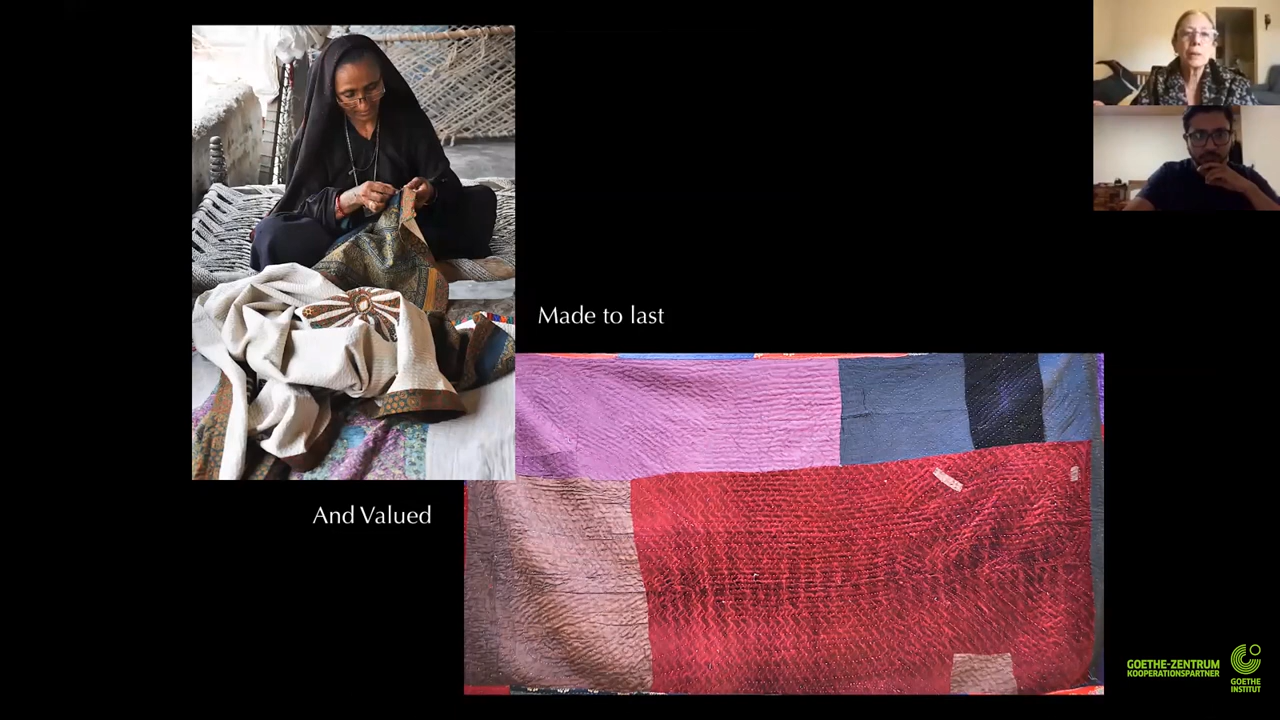 Made to last
And Valued
GOETHE-ZENTRUM
KOOPERATIONSPARTNER
GOETHE
INSTITUT